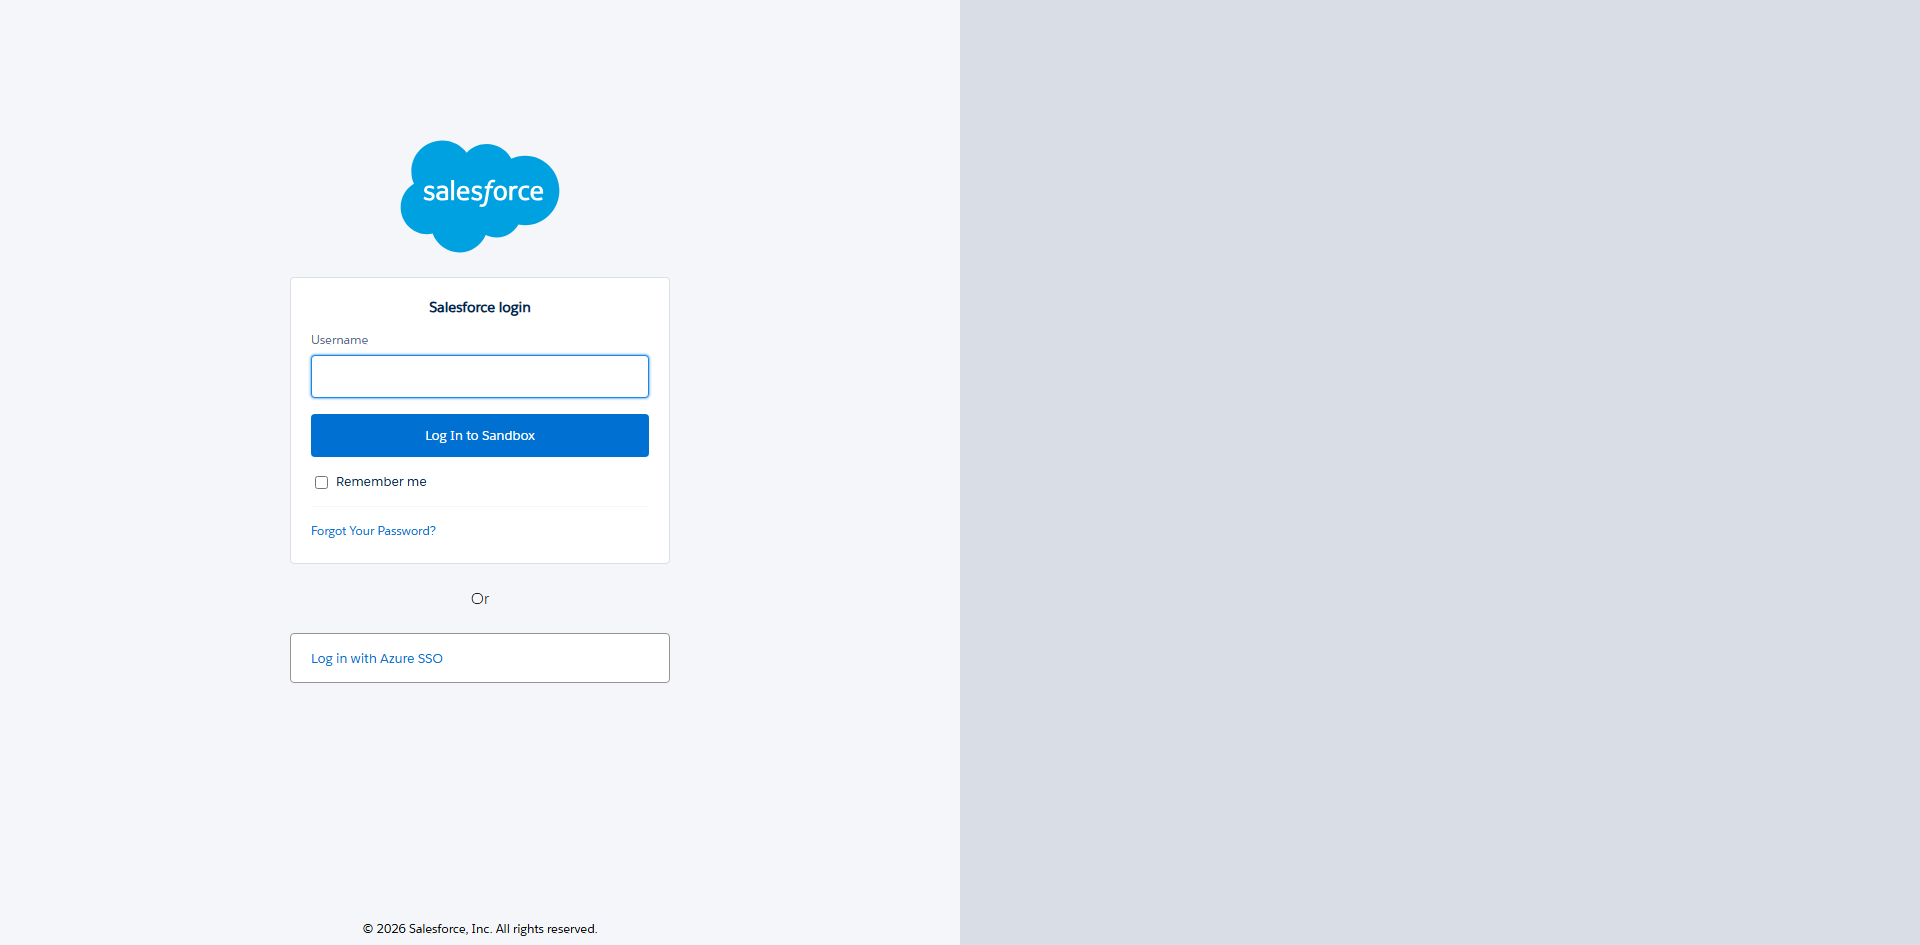 salesforce
Salesforce login
Username
Log In to Sandbox
Remember me
Forgot Your Password?
Or
Log in with Azure SSO
© 2026 Salesforce, Inc. All rights reserved.